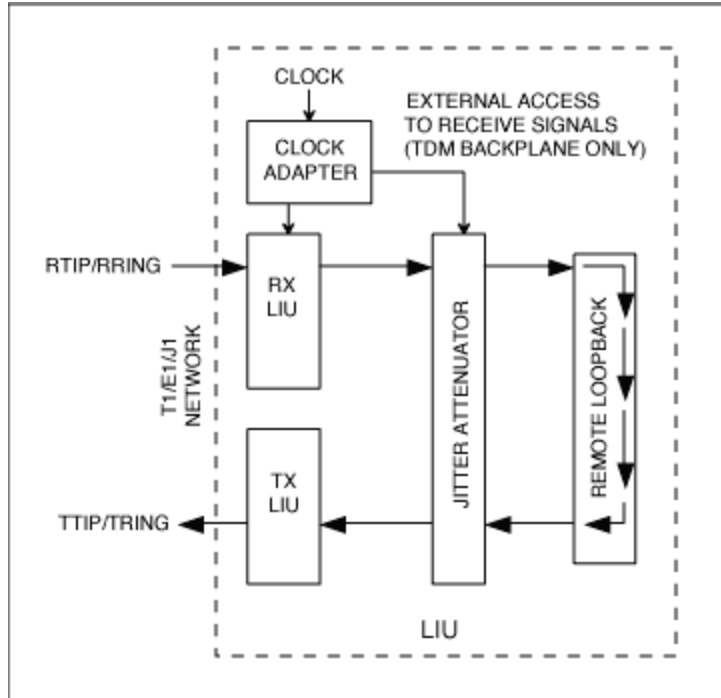 CLOCK
EXTERNAL ACCESS
TO RECEIVE SIGNALS
(TDM BACKPLANE ONLY)
CLOCK
ADAPTER
RTIP/RRING
RX
LIU
JITTER ATTENUATOR
REMOTE LOOPBACK
T1/E1/J1
NETWORK
TX
LIU
TTIP/TRING
LIU